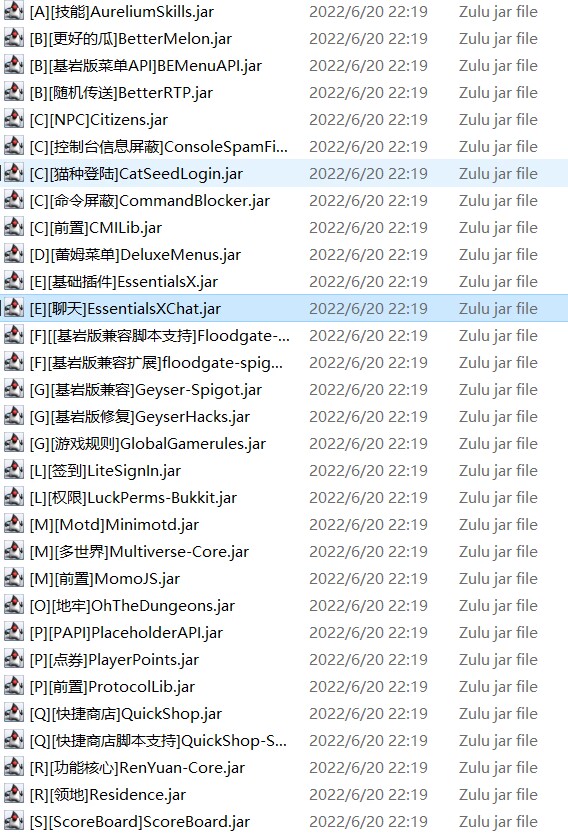 [A][技能]AureliumSkills.jar 2022/6/20 22:19 Zulu jar file
[B][更好的瓜]BetterMelon.jar 2022/6/20 22:19 Zulu jar file
[B][基岩版菜单API]BEMenuAPI.jar 2022/6/20 22:19 Zulu jar file
[B][随机传送]BetterRTP.jar 2022/6/20 22:19 Zulu jar file
[C][NPC]Citizens.jar 2022/6/20 22:19 Zulu jar file
[C][控制台信息屏蔽]ConsoleSpamFi... 2022/6/20 22:19 Zulu jar file
[C][猫种登陆]CatSeedLogin.jar 2022/6/20 22:19 Zulu jar file
[C][命令屏蔽]CommandBlocker.jar 2022/6/20 22:19 Zulu jar file
[C][前置]CMILib.jar 2022/6/20 22:19 Zulu jar file
[D][蕾姆菜单]DeluxeMenus.jar 2022/6/20 22:19 Zulu jar file
[E][基础插件]EssentialsX.jar 2022/6/20 22:19 Zulu jar file
[E][聊天]EssentialsXChat.jar 2022/6/20 22:19 Zulu jar file
[F][[基岩版兼容脚本支持]Floodgate-... 2022/6/20 22:19 Zulu jar file
[F][基岩版兼容扩展]floodgate-spig... 2022/6/20 22:19 Zulu jar file
[G][基岩版兼容]Geyser-Spigot.jar 2022/6/20 22:19 Zulu jar file
[G][基岩版修复]GeyserHacks.jar 2022/6/20 22:19 Zulu jar file
[G][游戏规则]GlobalGamerules.jar 2022/6/20 22:19 Zulu jar file
[L][签到]LiteSignIn.jar 2022/6/20 22:19 Zulu jar file
[L][权限]LuckPerms-Bukkit.jar 2022/6/20 22:19 Zulu jar file
[M][Motd]Minimotd.jar 2022/6/20 22:19 Zulu jar file
[M][多世界]Multiverse-Core.jar 2022/6/20 22:19 Zulu jar file
[M][前置]MomoJS.jar 2022/6/20 22:19 Zulu jar file
[O][地牢]OhTheDungeons.jar 2022/6/20 22:19 Zulu jar file
[P][PAPI]PlaceholderAPI.jar 2022/6/20 22:19 Zulu jar file
[P][点券]PlayerPoints.jar 2022/6/20 22:19 Zulu jar file
[P][前置]ProtocolLib.jar 2022/6/20 22:19 Zulu jar file
[Q][快捷商店]QuickShop.jar 2022/6/20 22:19 Zulu jar file
[Q][快捷商店脚本支持]QuickShop-S... 2022/6/20 22:19 Zulu jar file
[R][功能核心]RenYuan-Core.jar 2022/6/20 22:19 Zulu jar file
[R][领地]Residence.jar 2022/6/20 22:19 Zulu jar file
[S][ScoreBoard]ScoreBoard.jar 2022/6/20 22:19 Zulu jar file